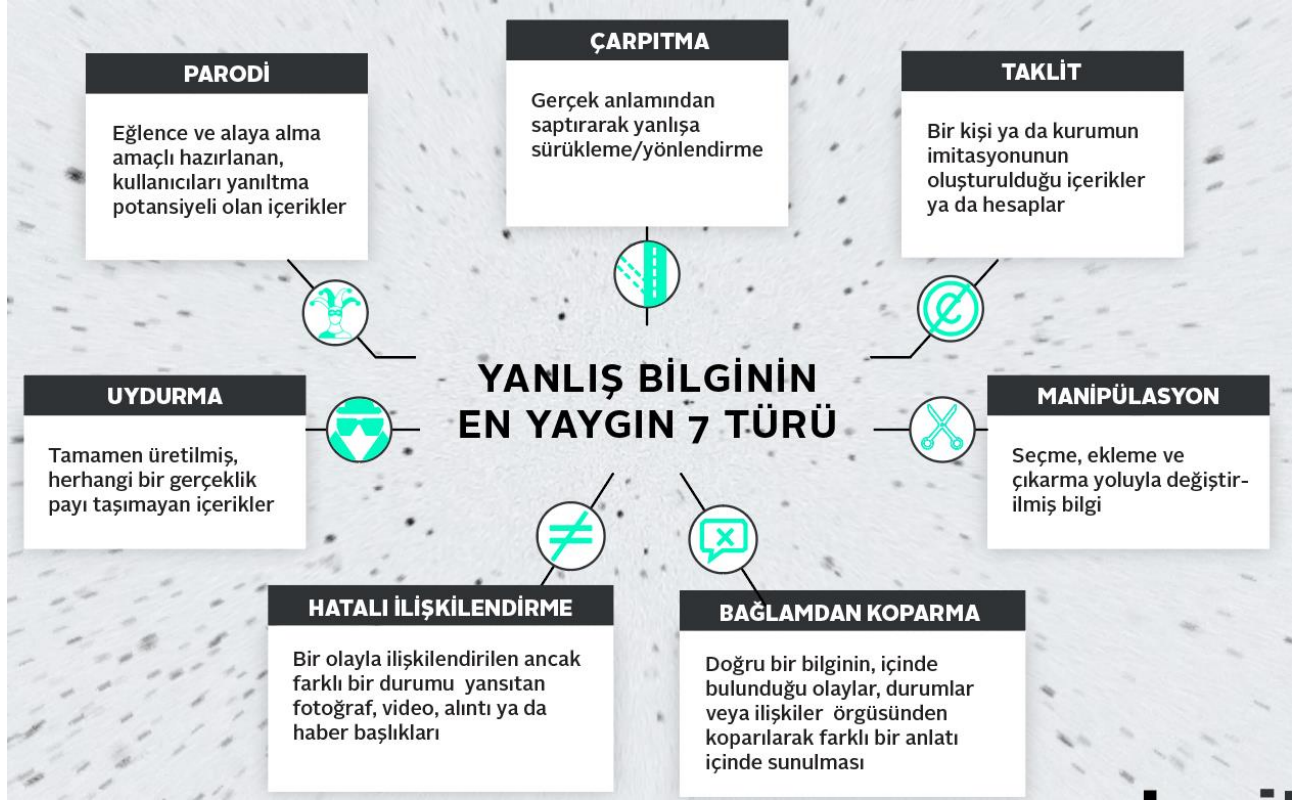 YANLIŞ BİLGİNİN
EN YAYGIN 7 TÜRÜ
PARODİ
Eğlence ve alaya alma
amaçlı hazırlanan,
kullanıcıları yanıltma
potansiyeli olan içerikler
ÇARPITMA
Gerçek anlamından
saptırarak yanlışa
sürükleme/yönlendirme
TAKLİT
Bir kişi ya da kurumun
imitasyonunun
oluşturulduğu içerikler
ya da hesaplar
UYDURMA
Tamamen üretilmiş,
herhangi bir gerçeklik
payı taşımayan içerikler
MANİPÜLASYON
Seçme, ekleme ve
çıkarma yoluyla değiştir-
ilmiş bilgi
HATALI İLİŞKİLENDİRME
Bir olayla ilişkilendirilen ancak
farklı bir durumu yansıtan
fotoğraf, video, alıntı ya da
haber başlıkları
BAĞLAMDAN KOPARMA
Doğru bir bilginin, içinde
bulunduğu olaylar, durumlar
veya ilişkiler örgüsünden
koparılarak farklı bir anlatı
içinde sunulması